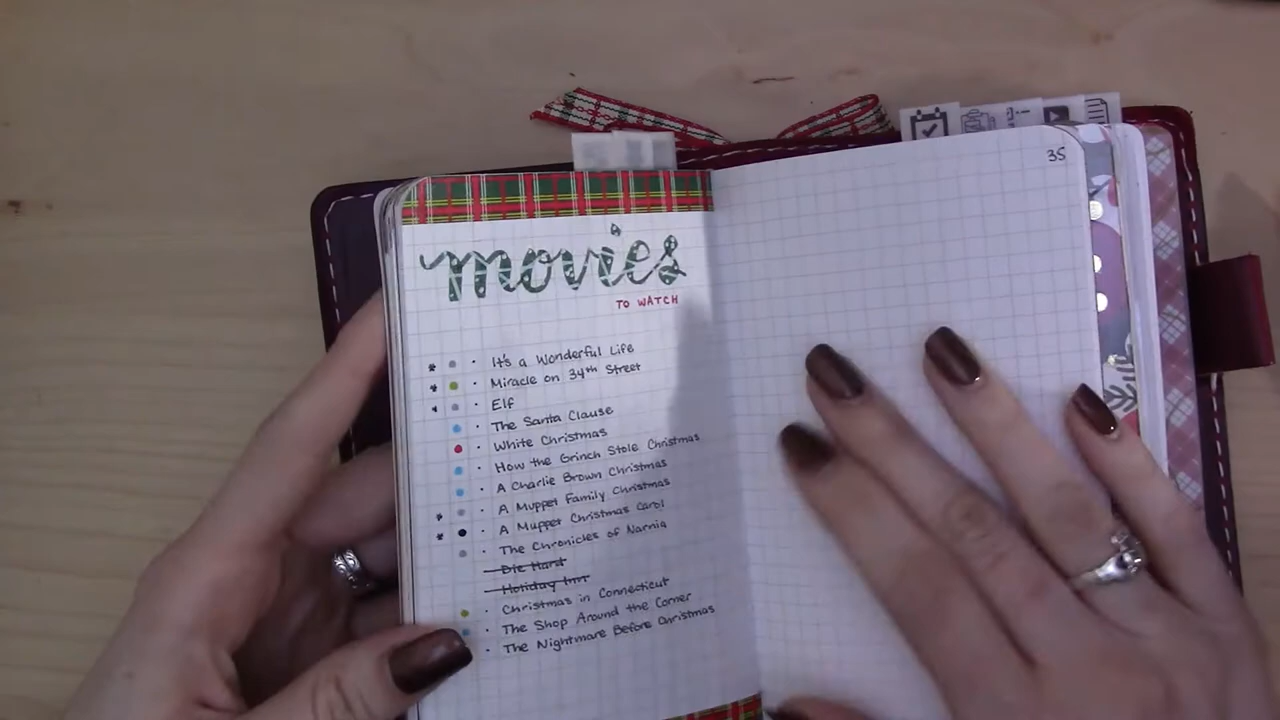 movies
TO WATCH
· It's a Wonderful Life
· Miracle on 34th Street
· Elf
· The Santa Clause
· White Christmas
· How the Grinch Stole Christmas
· A Charlie Brown Christmas
· A Muppet Family Christmas
· A Muppet Christmas Carol
· The Chronicles of Narnia
· Die Hard
· Holiday Inn
· Christmas in Connecticut
· The Shop Around the Corner
· The Nightmare Before Christmas
35